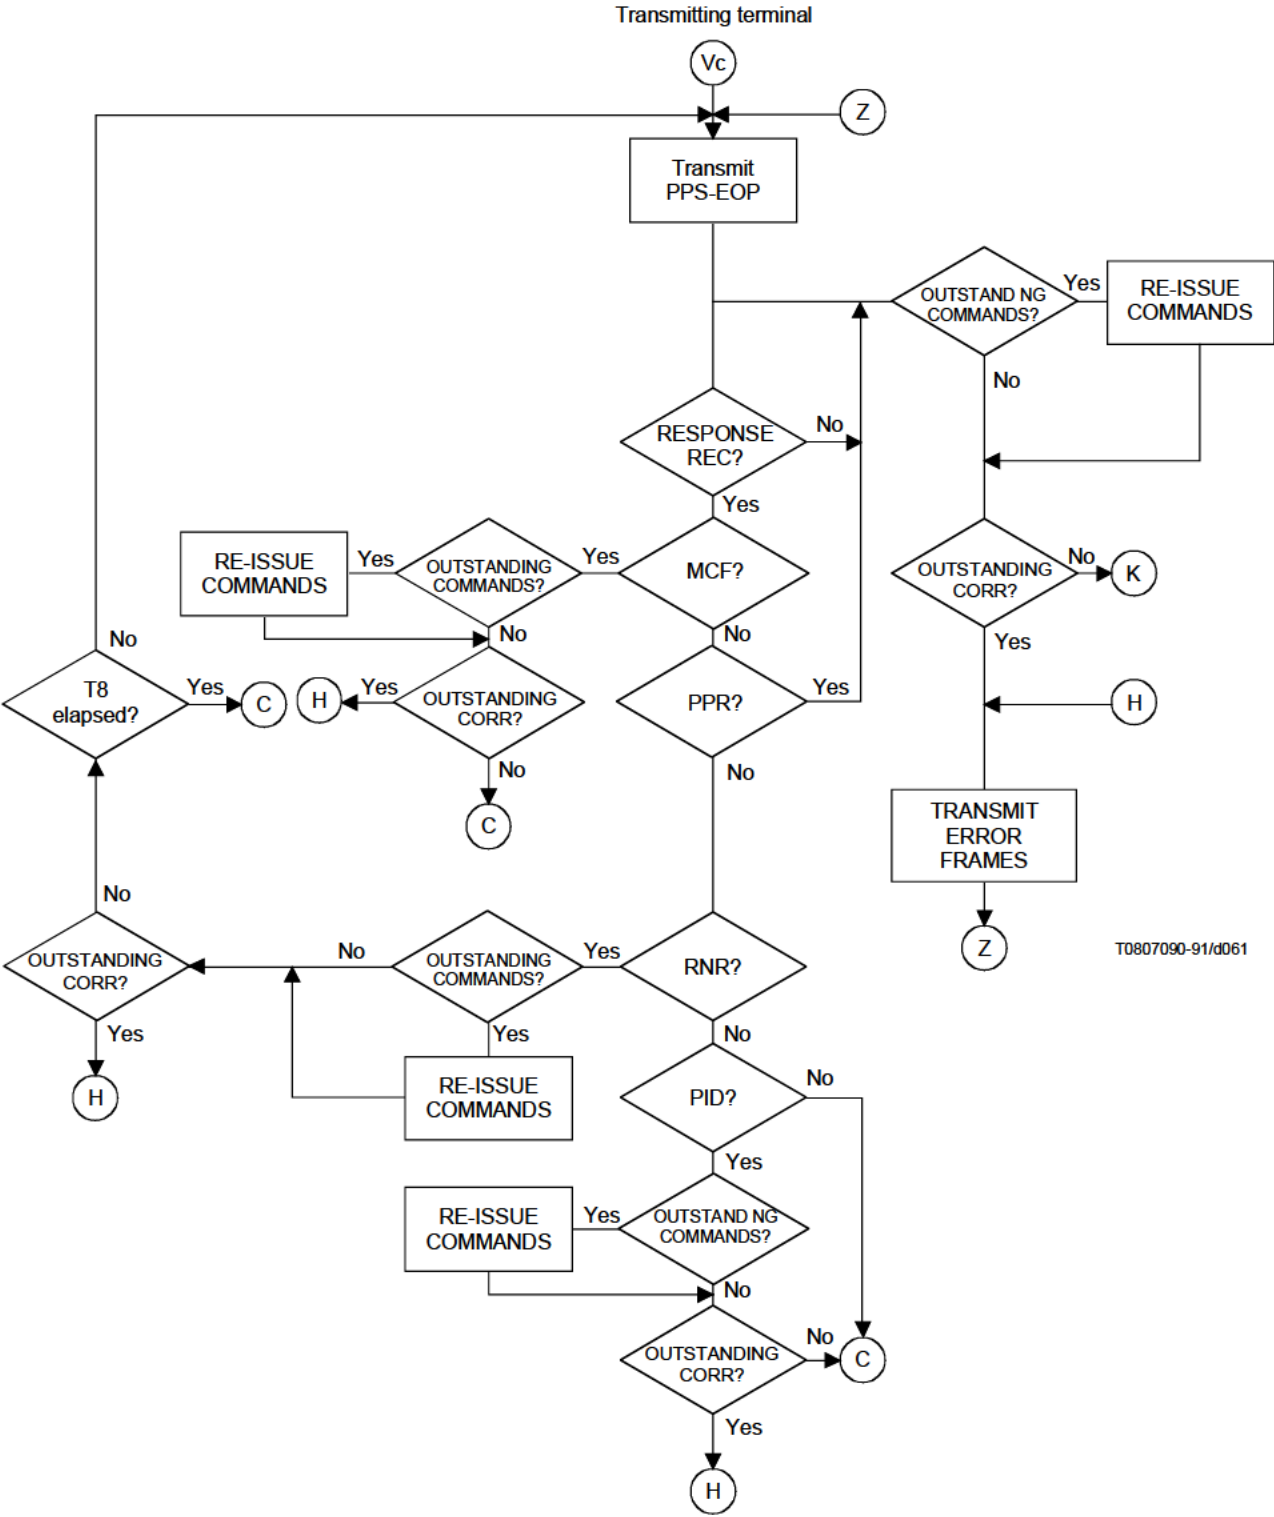 Transmitting terminal
Vc
Z
Transmit
PPS-EOP
OUTSTAND NG
COMMANDS?
Yes
RE-ISSUE
COMMANDS
No
RESPONSE
REC?
No
Yes
RE-ISSUE
COMMANDS
Yes
OUTSTANDING
COMMANDS?
Yes
MCF?
OUTSTANDING
CORR?
No
K
No
No
Yes
No
T8
elapsed?
Yes
C
H
Yes
OUTSTANDING
CORR?
PPR?
Yes
H
No
No
C
TRANSMIT
ERROR
FRAMES
No
OUTSTANDING
CORR?
No
OUTSTANDING
COMMANDS?
Yes
RNR?
Z
T0807090-91/d061
Yes
Yes
No
H
RE-ISSUE
COMMANDS
PID?
No
Yes
RE-ISSUE
COMMANDS
Yes
OUTSTAND NG
COMMANDS?
No
OUTSTANDING
CORR?
No
C
Yes
H